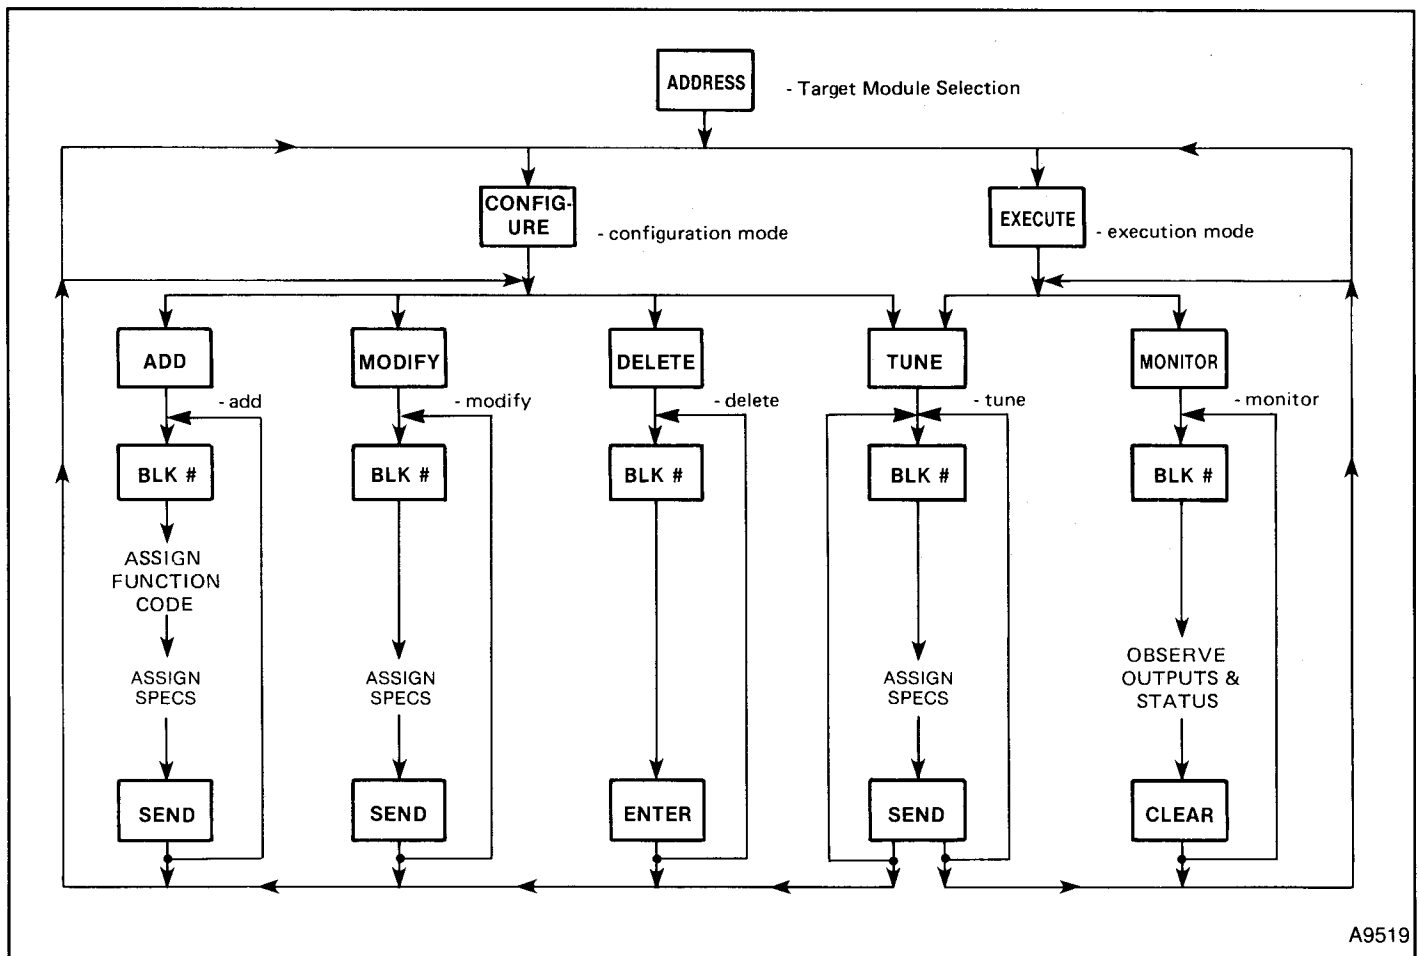 ADDRESS
- Target Module Selection
CONFIG-
URE
- configuration mode
EXECUTE
- execution mode
ADD
MODIFY
DELETE
TUNE
MONITOR
- add
- modify
- delete
- tune
- monitor
BLK #
BLK #
BLK #
BLK #
BLK #
ASSIGN
FUNCTION
CODE
ASSIGN
SPECS
ASSIGN
SPECS
ASSIGN
SPECS
OBSERVE
OUTPUTS &
STATUS
SEND
SEND
ENTER
SEND
CLEAR
A9519